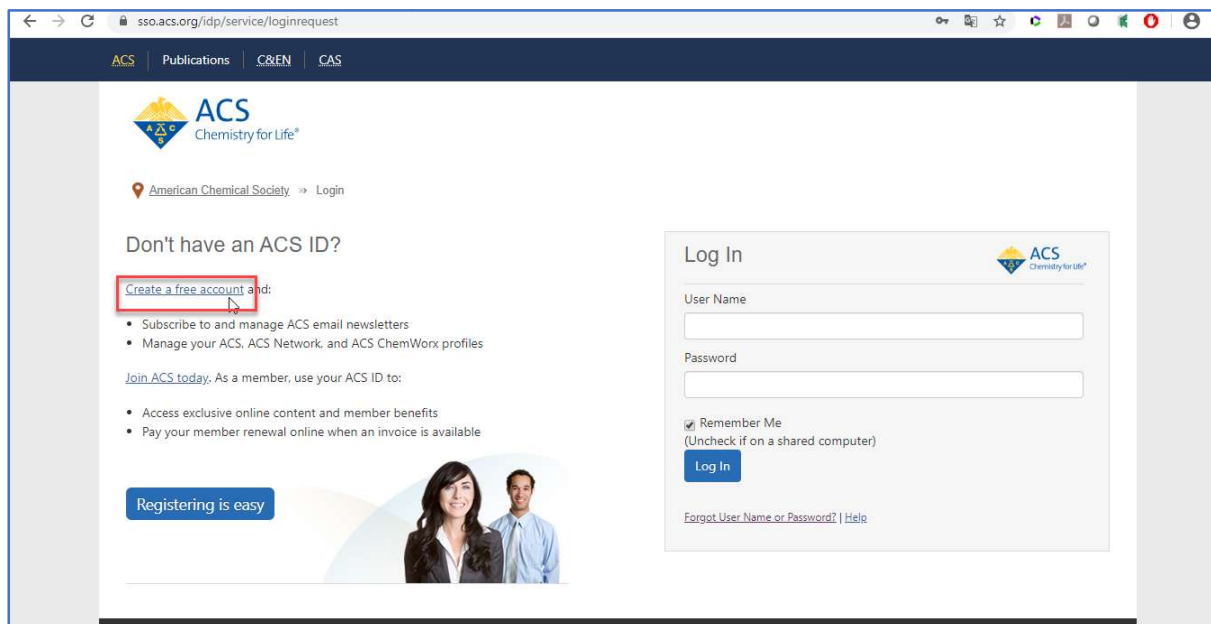 sso.acs.org/idp/service/loginrequest
ACS Publications C&EN CAS
ACS
Chemistry for Life®
American Chemical Society » Login
Don't have an ACS ID?
Create a free account and:
• Subscribe to and manage ACS email newsletters
• Manage your ACS, ACS Network, and ACS ChemWorx profiles
Join ACS today. As a member, use your ACS ID to:
• Access exclusive online content and member benefits
• Pay your member renewal online when an invoice is available
Registering is easy
Log In
ACS
Chemistry for Life®
User Name
Password
Remember Me
(Uncheck if on a shared computer)
Log In
Forgot User Name or Password? | Help